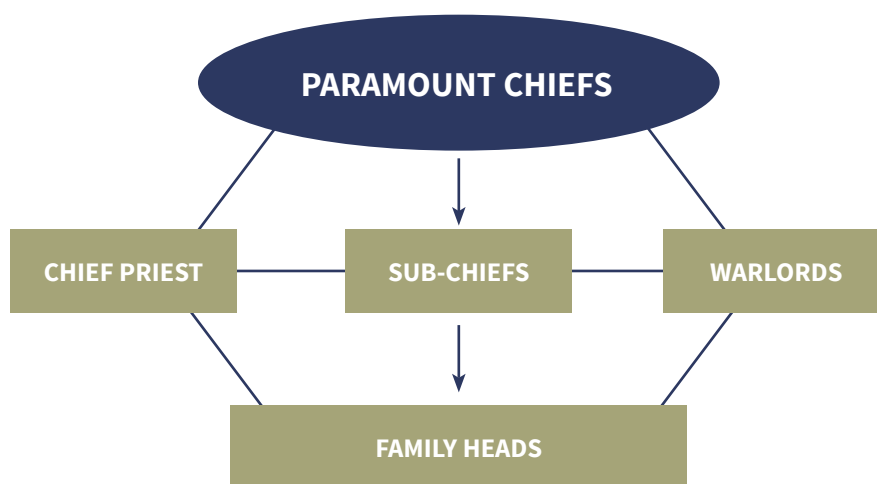 PARAMOUNT CHIEFS
CHIEF PRIEST
SUB-CHIEFS
WARLORDS
FAMILY HEADS